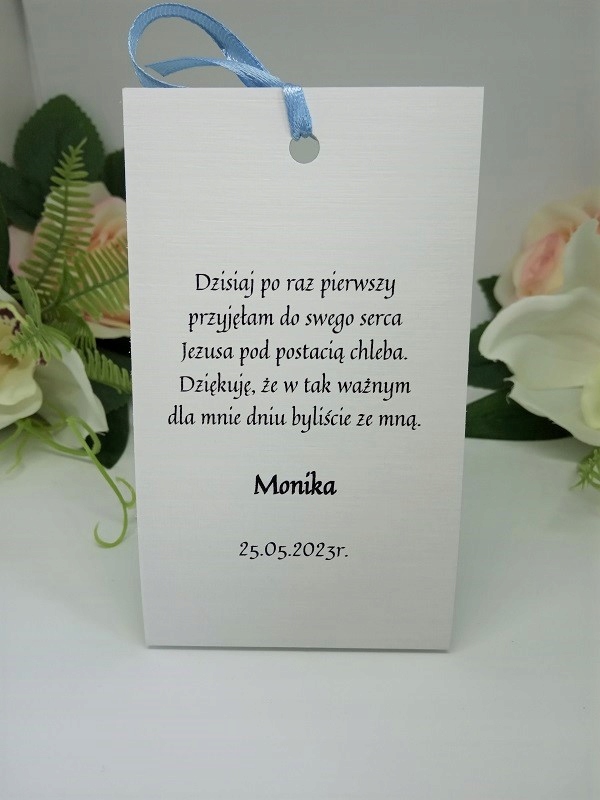 Dzisiaj po raz pierwszy
przyjęłam do swego serca
Jezusa pod postacią chleba.
Dziękuję, że w tak ważnym
dla mnie dniu byliście ze mną.
Monika
25.05.2023r.